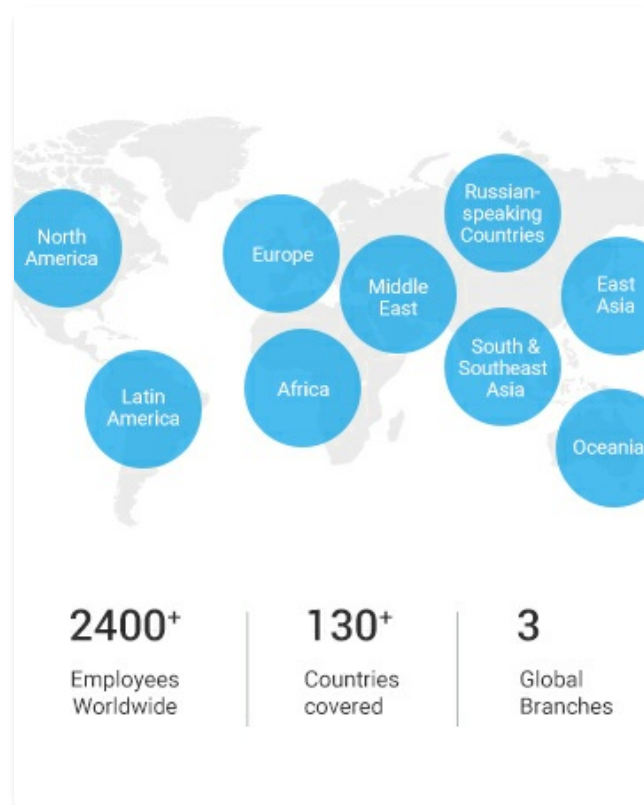 Russian-
speaking
Countries
North
America
Europe
Middle
East
East
Asia
South &
Southeast
Asia
Latin
America
Africa
Oceania
2400+
130+
3
Employees
Worldwide
Countries
covered
Global
Branches